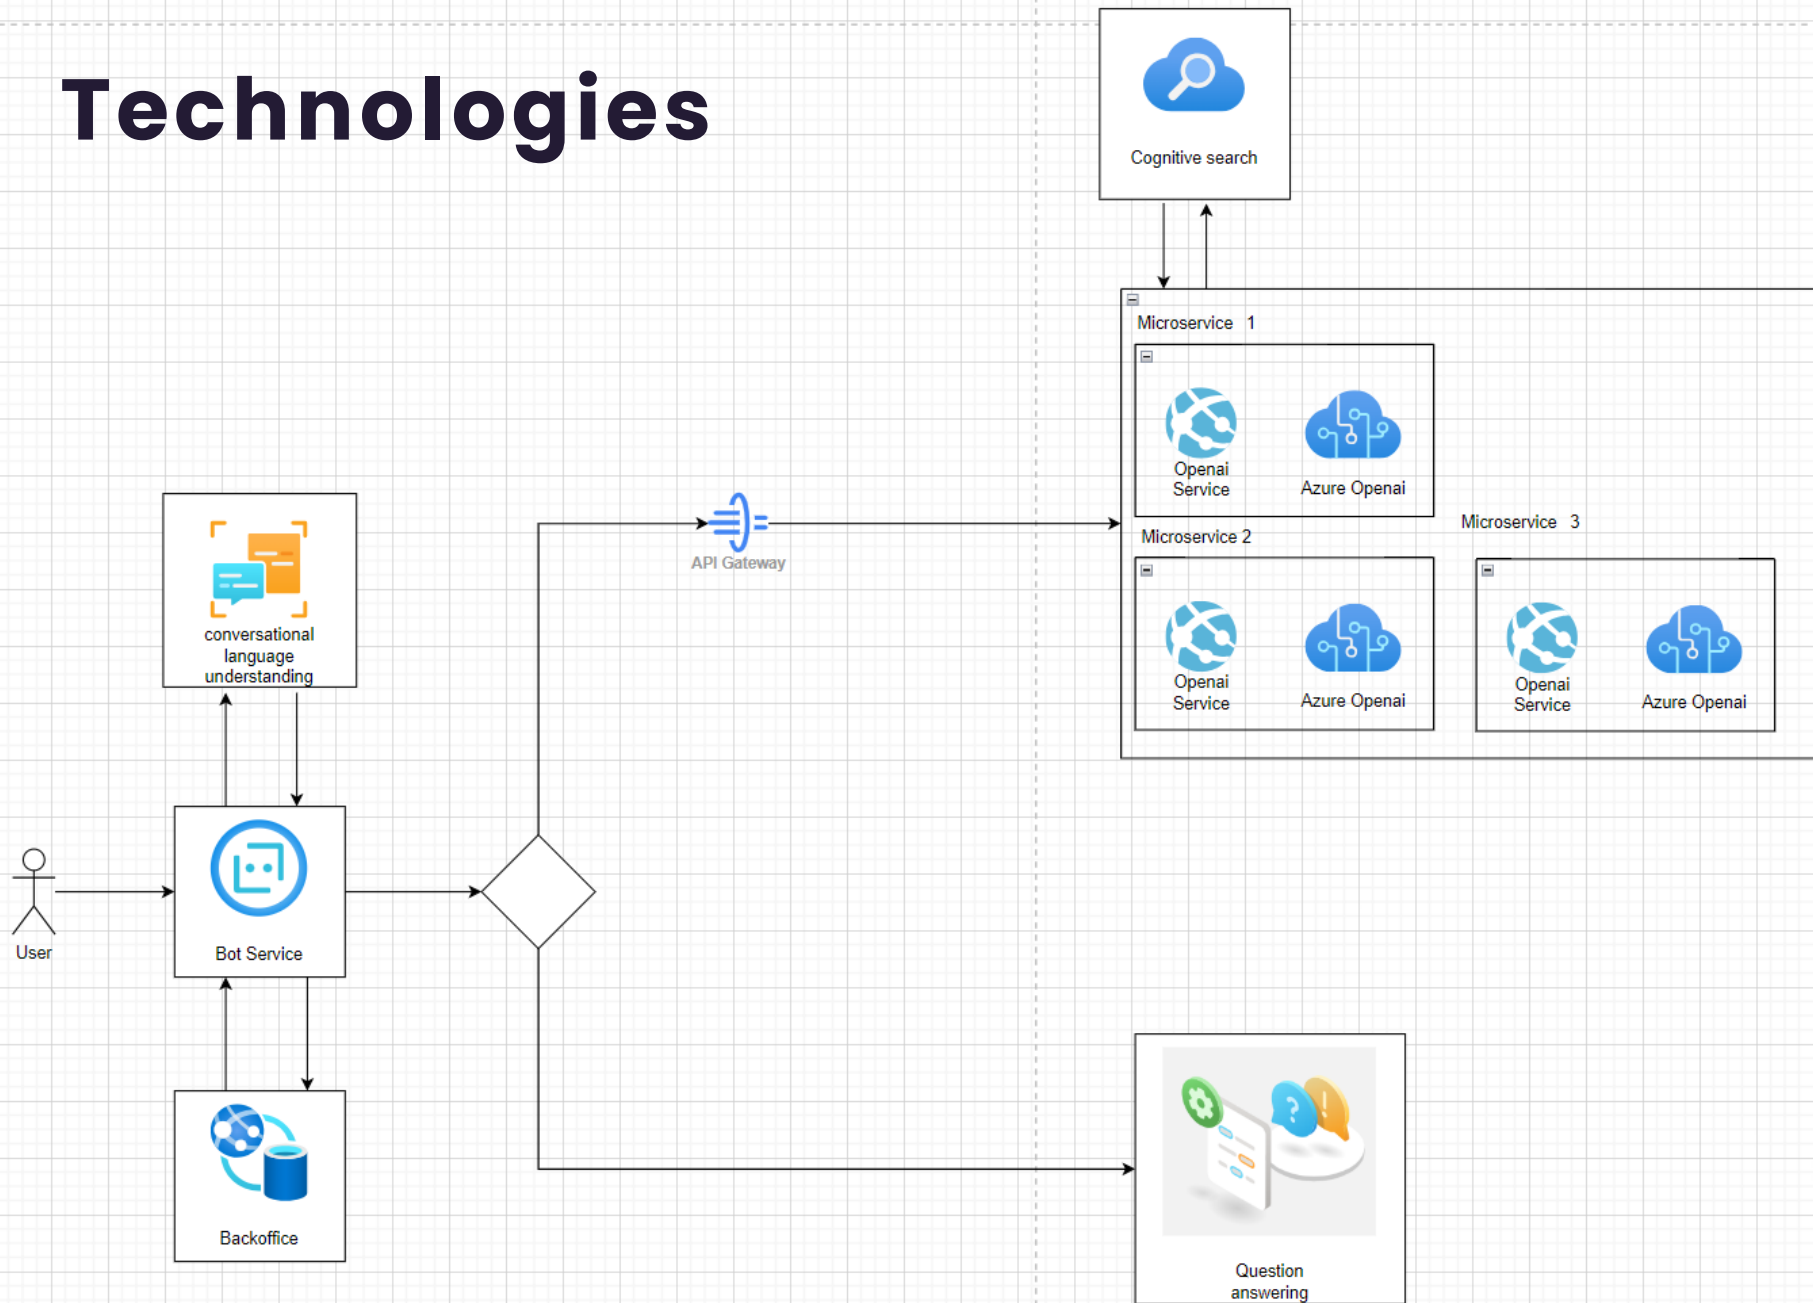 Technologies
Cognitive search
Microservice 1
Openai
Service
Azure Openai
Microservice 2
Openai
Service
Azure Openai
Microservice 3
Openai
Service
Azure Openai
API Gateway
conversational
language
understanding
User
Bot Service
Backoffice
Question
answering